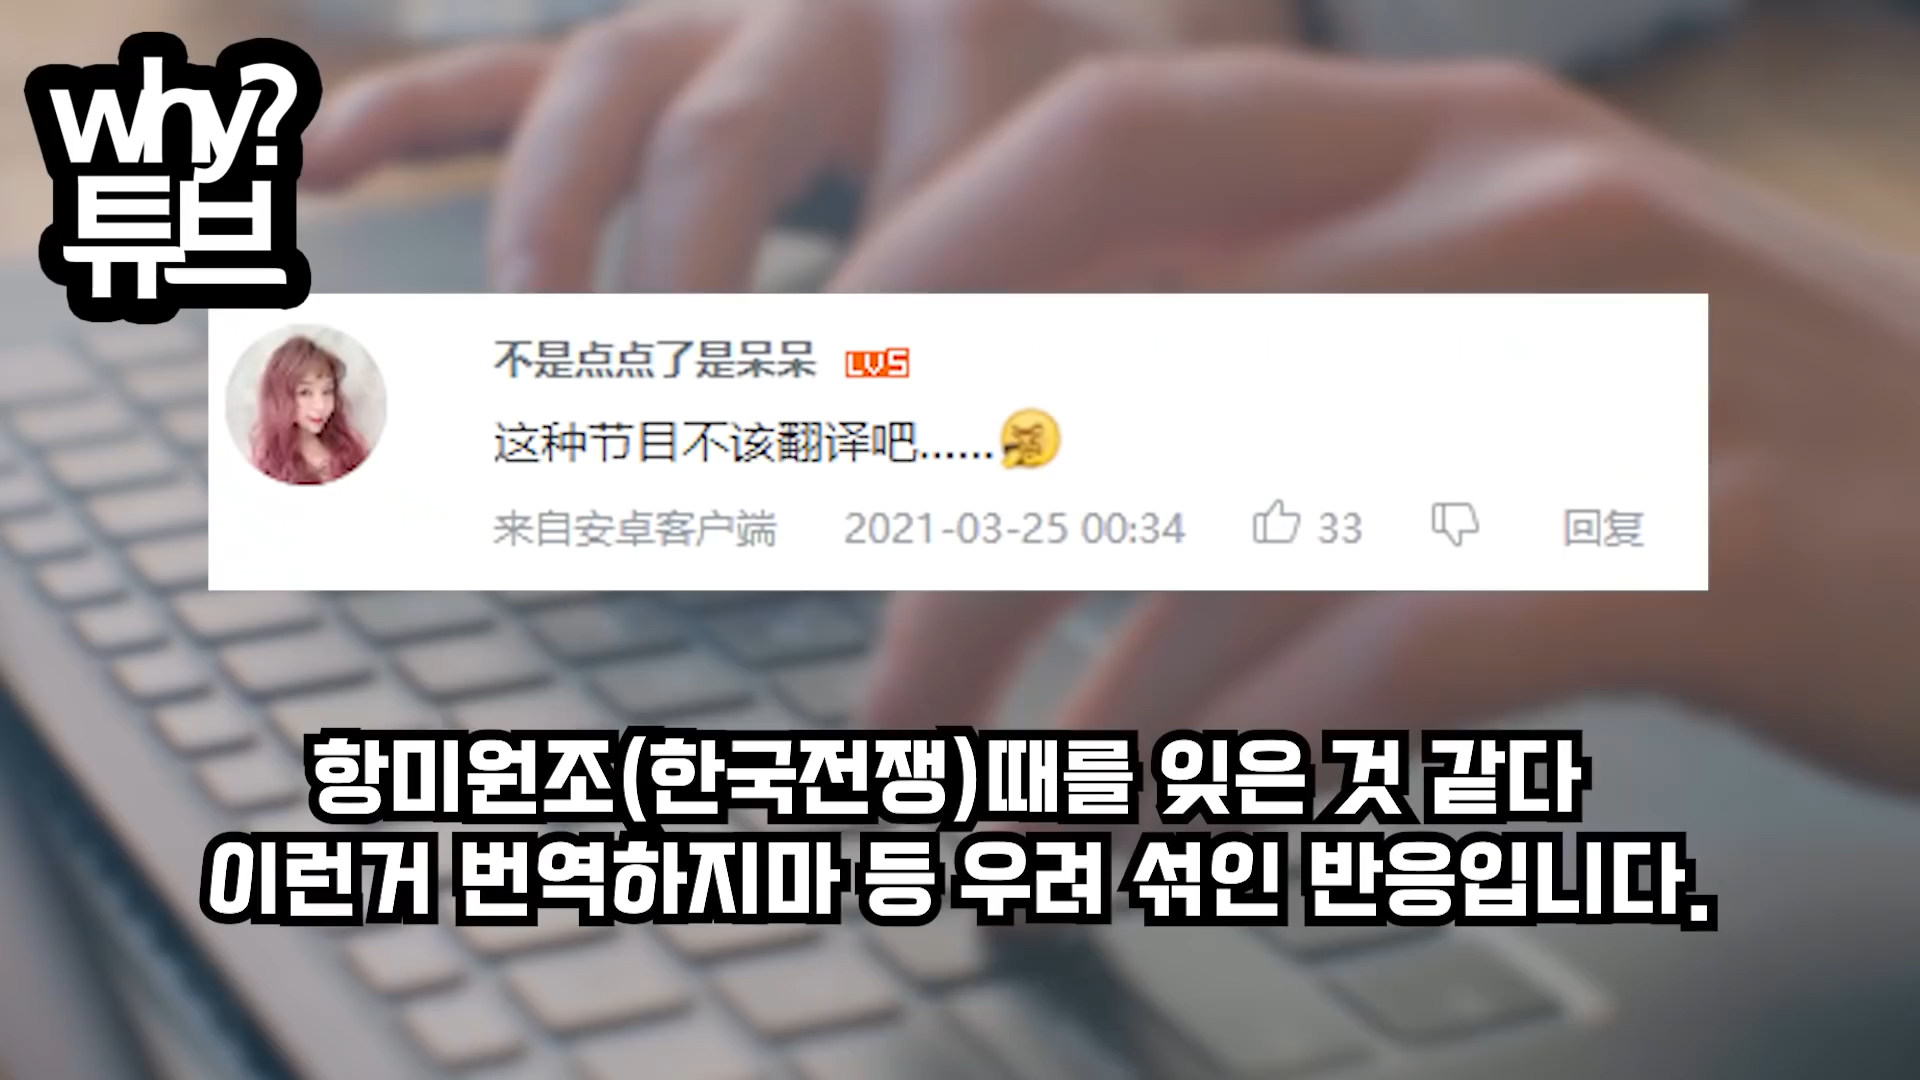 why?
튜브
不是点点了是呆呆 LV5
这种节目不该翻译吧......
来自安卓客户端 2021-03-25 00:34 33 回复
항미원조(한국전쟁)때를 잊은 것 같다
이런거 번역하지마 등 우려 섞인 반응입니다.